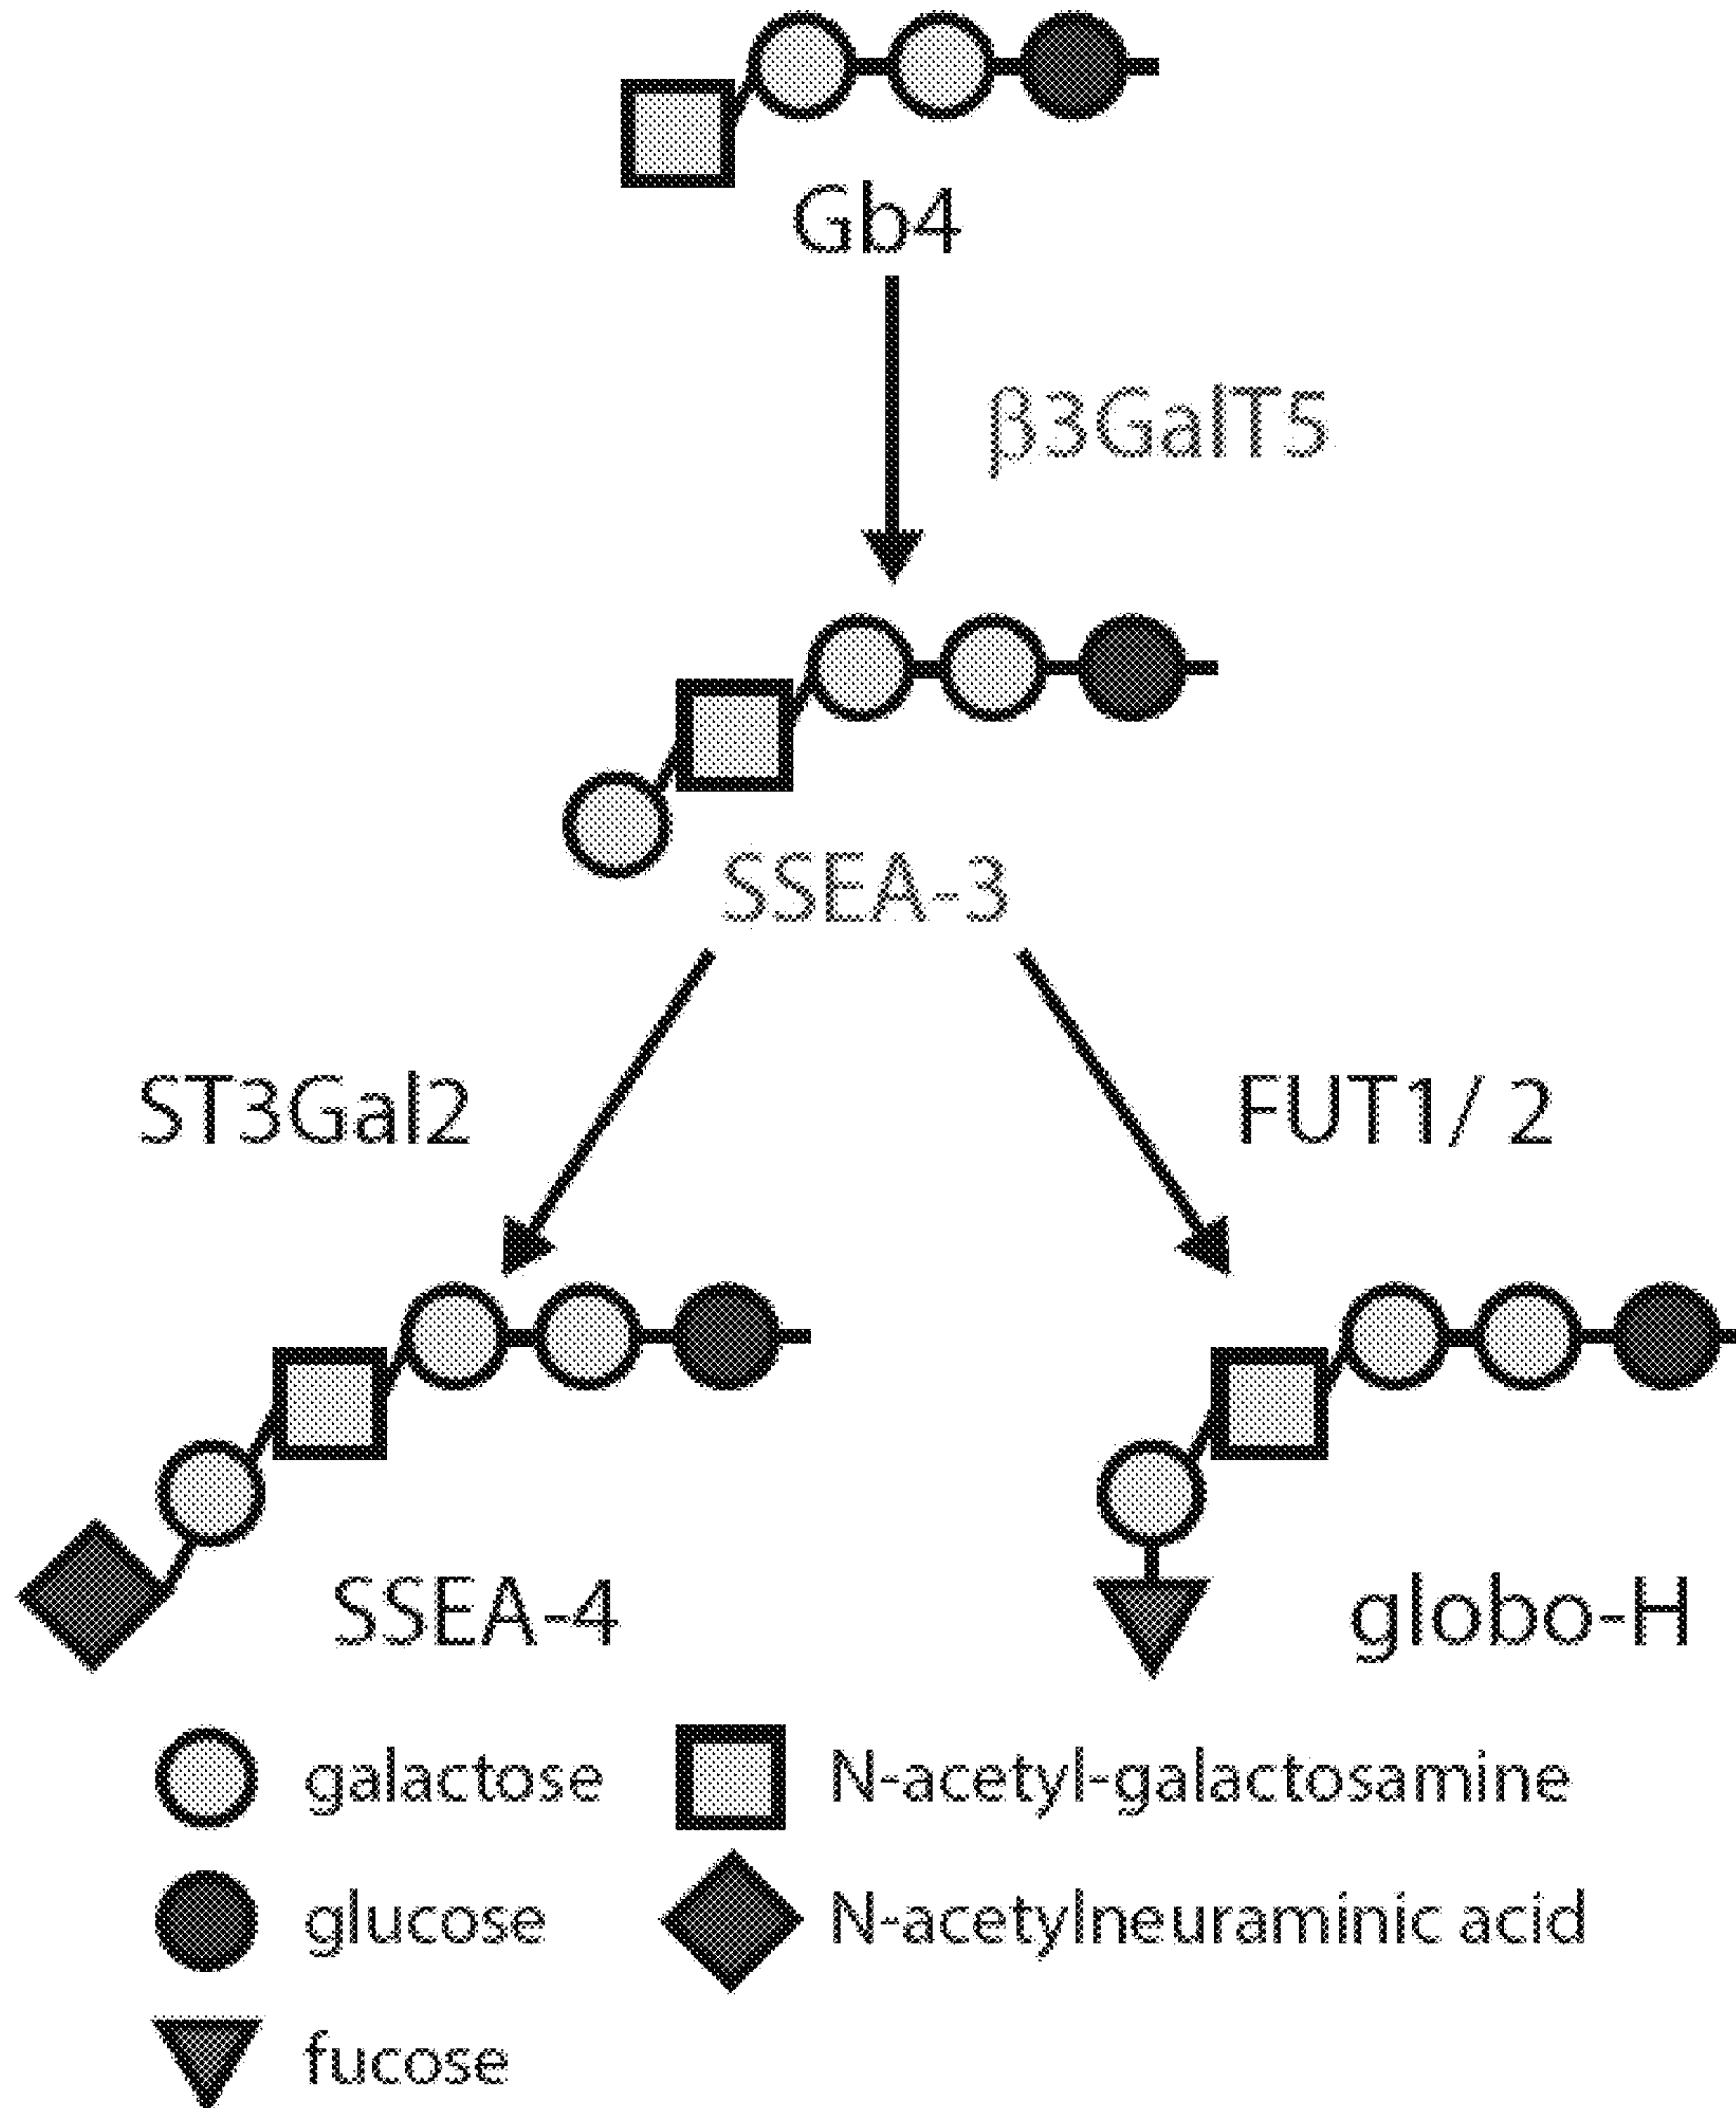 Gb4
β3GalT5
SSEA-3
ST3Gal2
FUT1/ 2
SSEA-4
globo-H
galactose
N-acetyl-galactosamine
glucose
N-acetylneuraminic acid
fucose